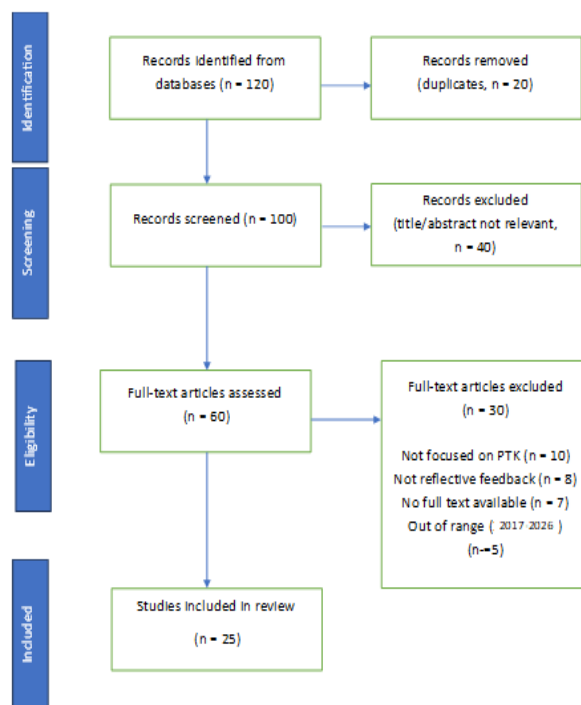 Identification
Records identified from
databases (n = 120)
Records removed
(duplicates, n = 20)
Screening
Records screened (n = 100)
Records excluded
(title/abstract not relevant,
n = 40)
Eligibility
Full-text articles assessed
(n = 60)
Full-text articles excluded
(n = 30)
Not focused on PTK (n = 10)
Not reflective feedback (n = 8)
No full text available (n = 7)
Out of range ( 2017-2026 )
(n-=5)
Included
Studies included in review
(n = 25)